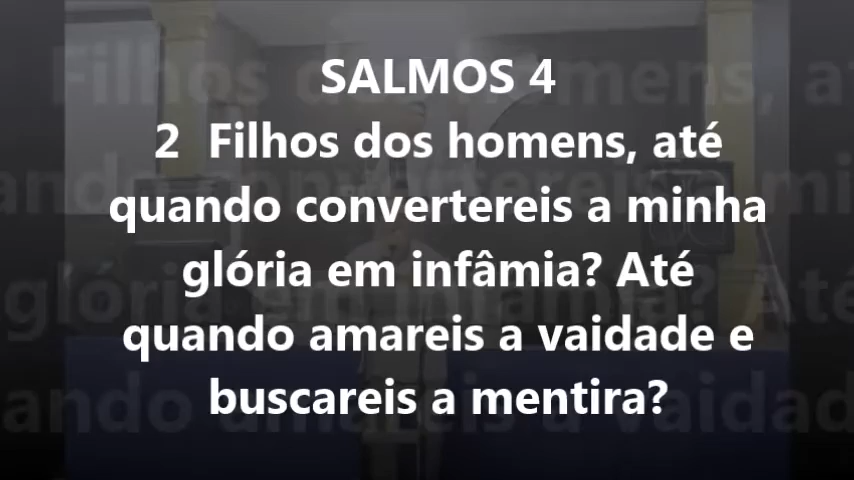 SALMOS 4
2 Filhos dos homens, até
quando convertereis a minha
glória em infâmia? Até
quando amareis a vaidade e
buscareis a mentira?